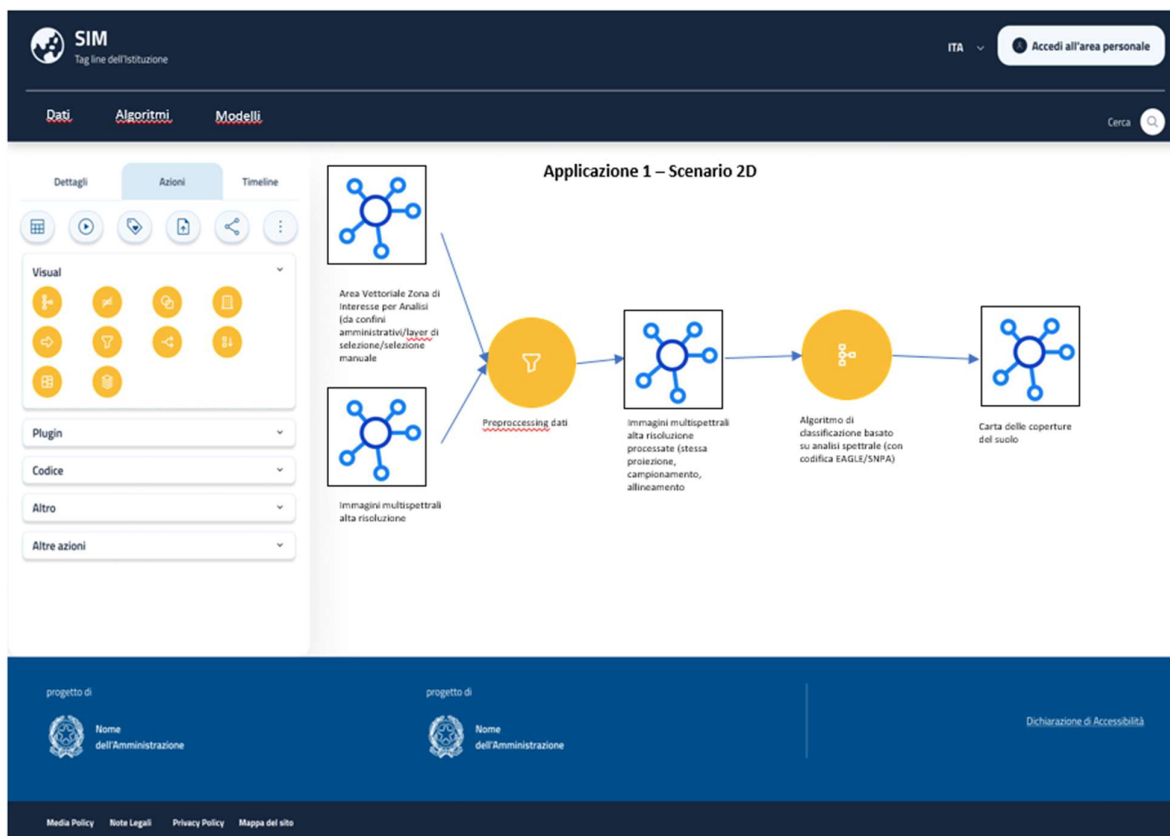 SIM
Tag line dell'Istituzione
ITA
Accedi all'area personale
Dati
Algoritmi
Modelli
Cerca
Dettagli
Azioni
Timeline
Visual
Plugin
Codice
Altro
Altre azioni
Applicazione 1 – Scenario 2D
Area Vettoriale Zona di
Interesse per Analisi
(da confini
amministrativi/layer di
selezione/selezione
manuale
Immagini multispettrali
alta risoluzione
Preproccessing dati
Immagini multispettrali
alta risoluzione
processate (stessa
proiezione,
campionamento,
allineamento
Algoritmo di
classificazione basato
su analisi spettrale (con
codifica EAGLE/SNPA)
Carta delle coperture
del suolo
progetto di
Nome
dell'Amministrazione
progetto di
Nome
dell'Amministrazione
Dichiarazione di Accessibilità
Media Policy
Note Legali
Privacy Policy
Mappa del sito